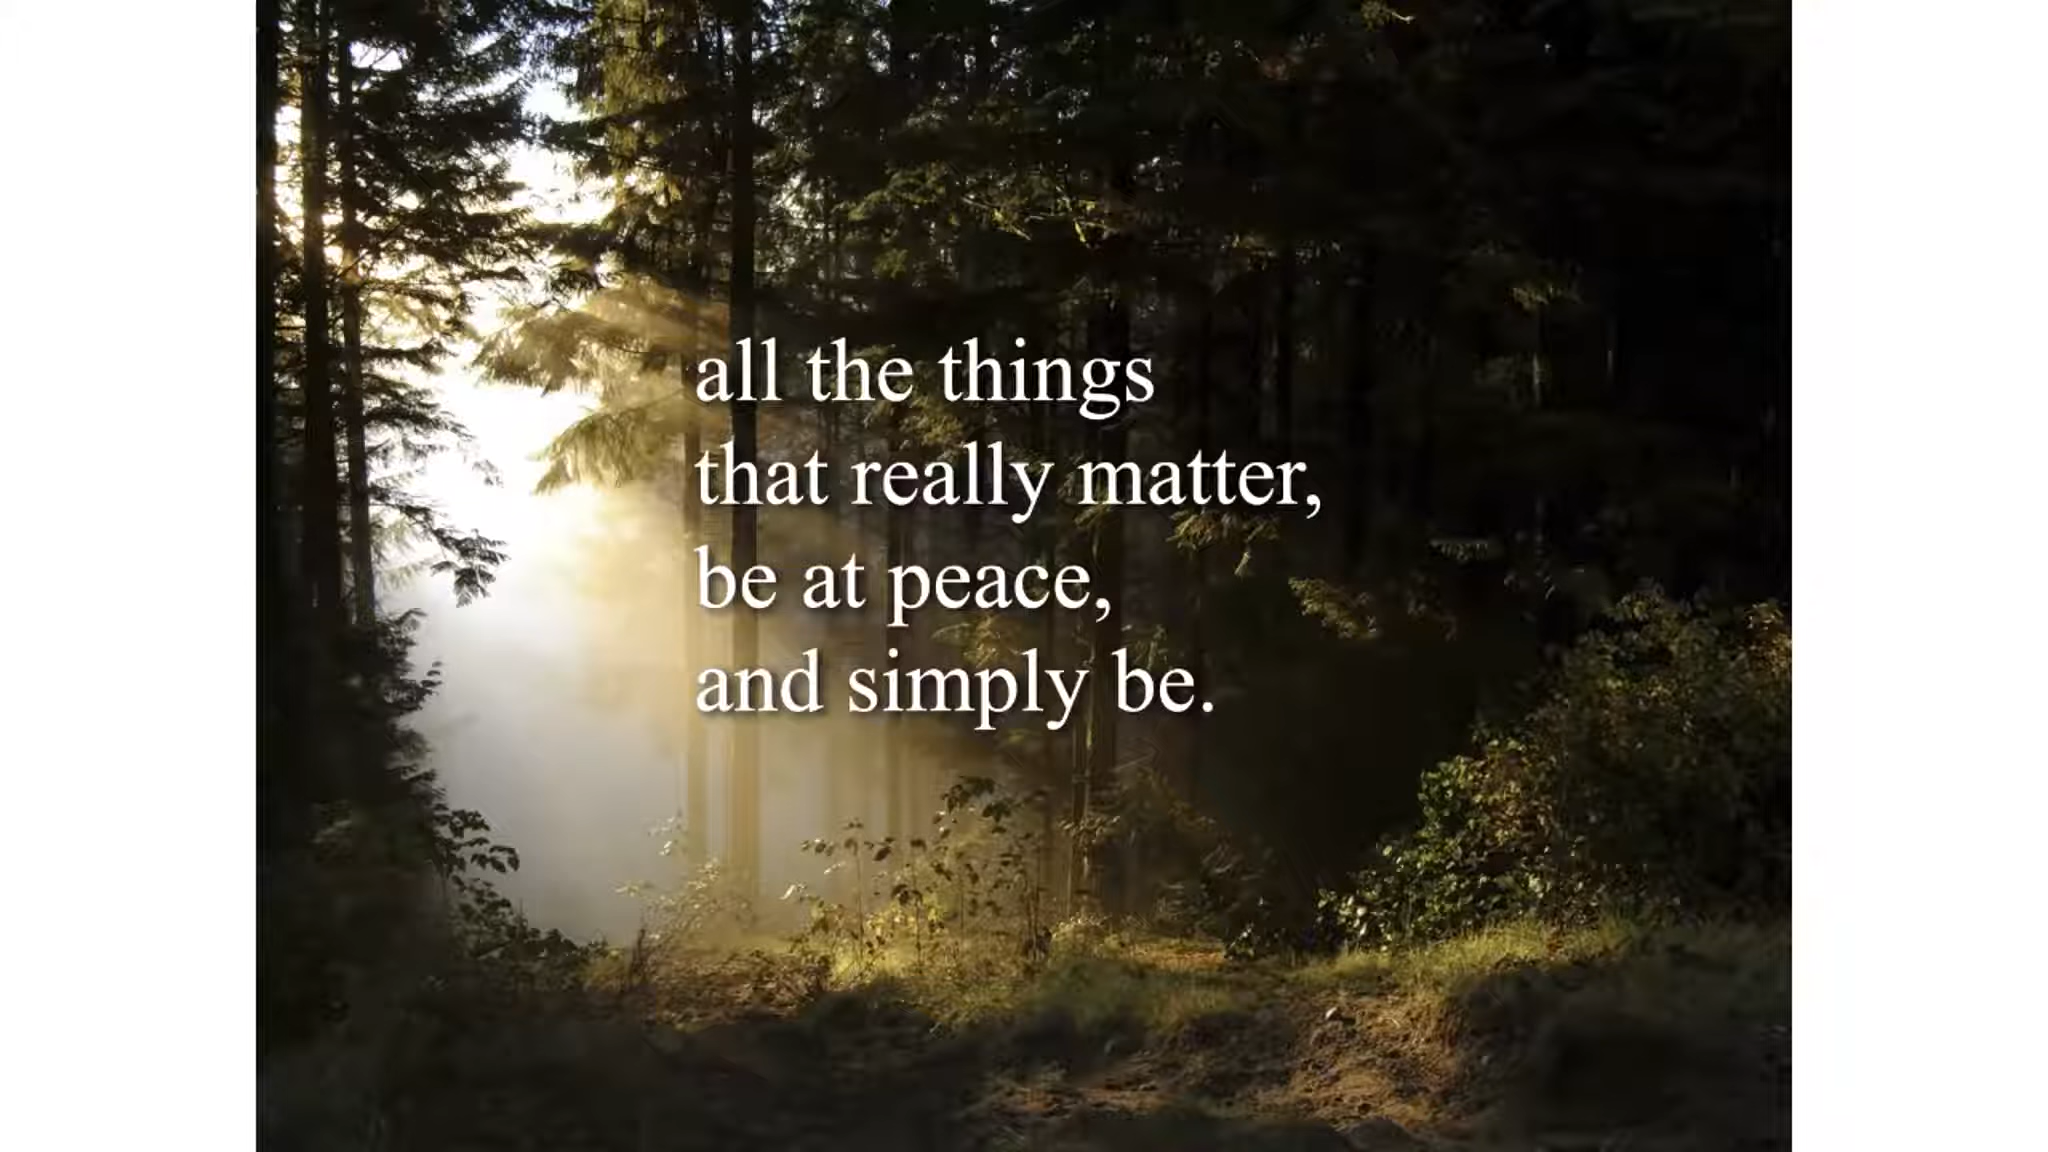 all the things
that really matter,
be at peace,
and simply be.